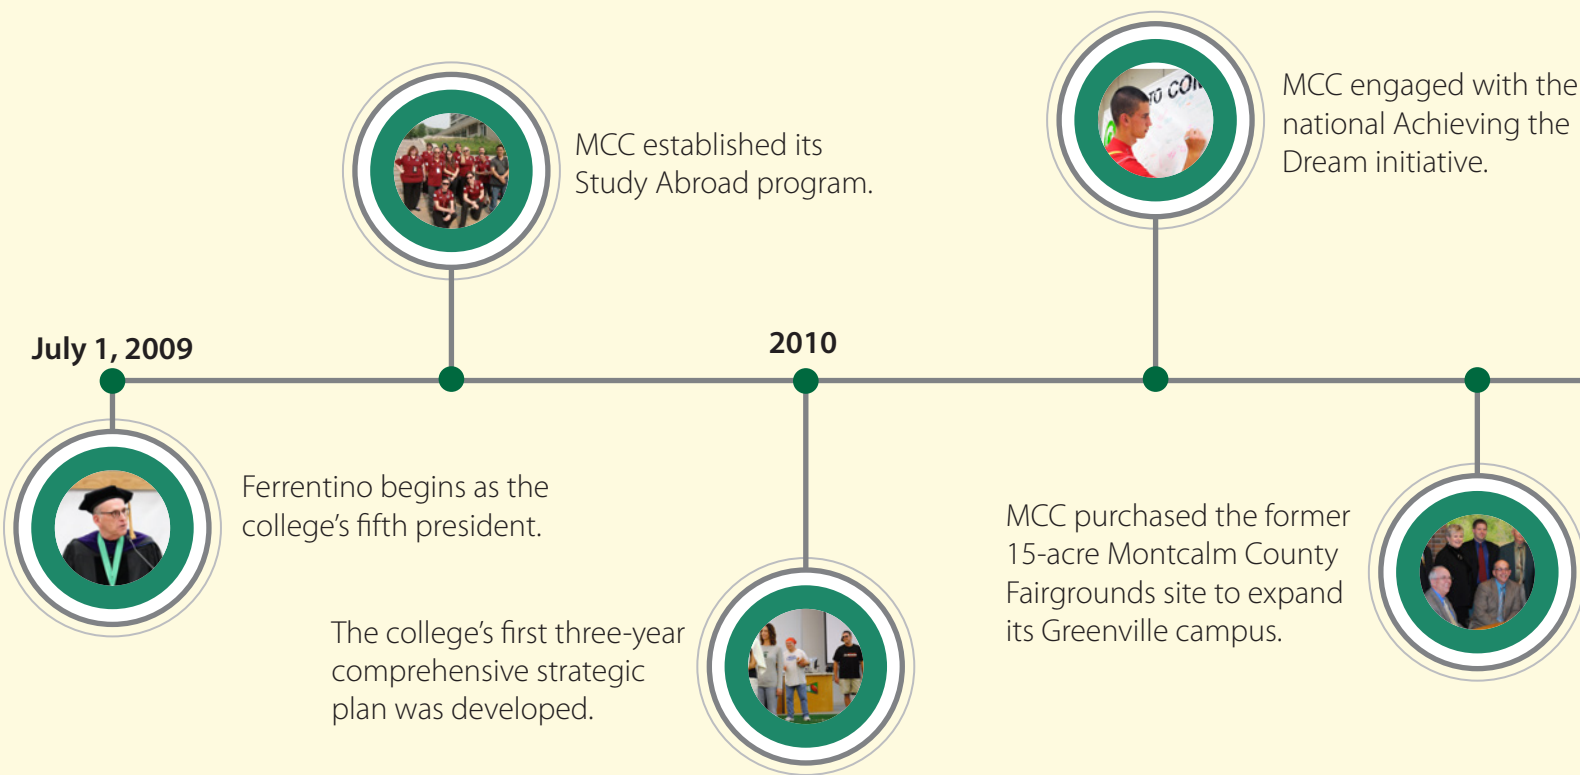 July 1, 2009
Ferrentino begins as the
college’s fifth president.
MCC established its
Study Abroad program.
2010
The college’s first three-year
comprehensive strategic
plan was developed.
TO CON
MCC engaged with the
national Achieving the
Dream initiative.
MCC purchased the former
15-acre Montcalm County
Fairgrounds site to expand
its Greenville campus.